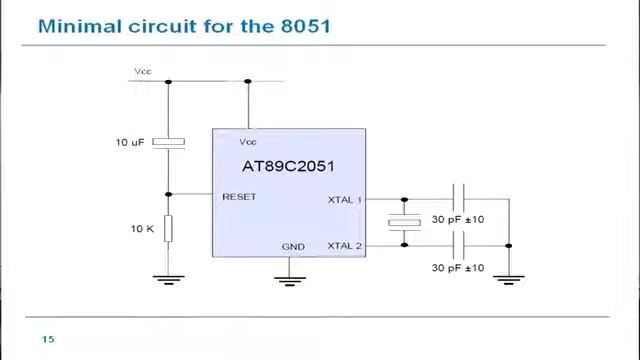 Minimal circuit for the 8051
Vcc
10 uF
Vcc
AT89C2051
RESET
XTAL 1
30 pF ±10
10 K
GND
XTAL 2
30 pF ±10
15